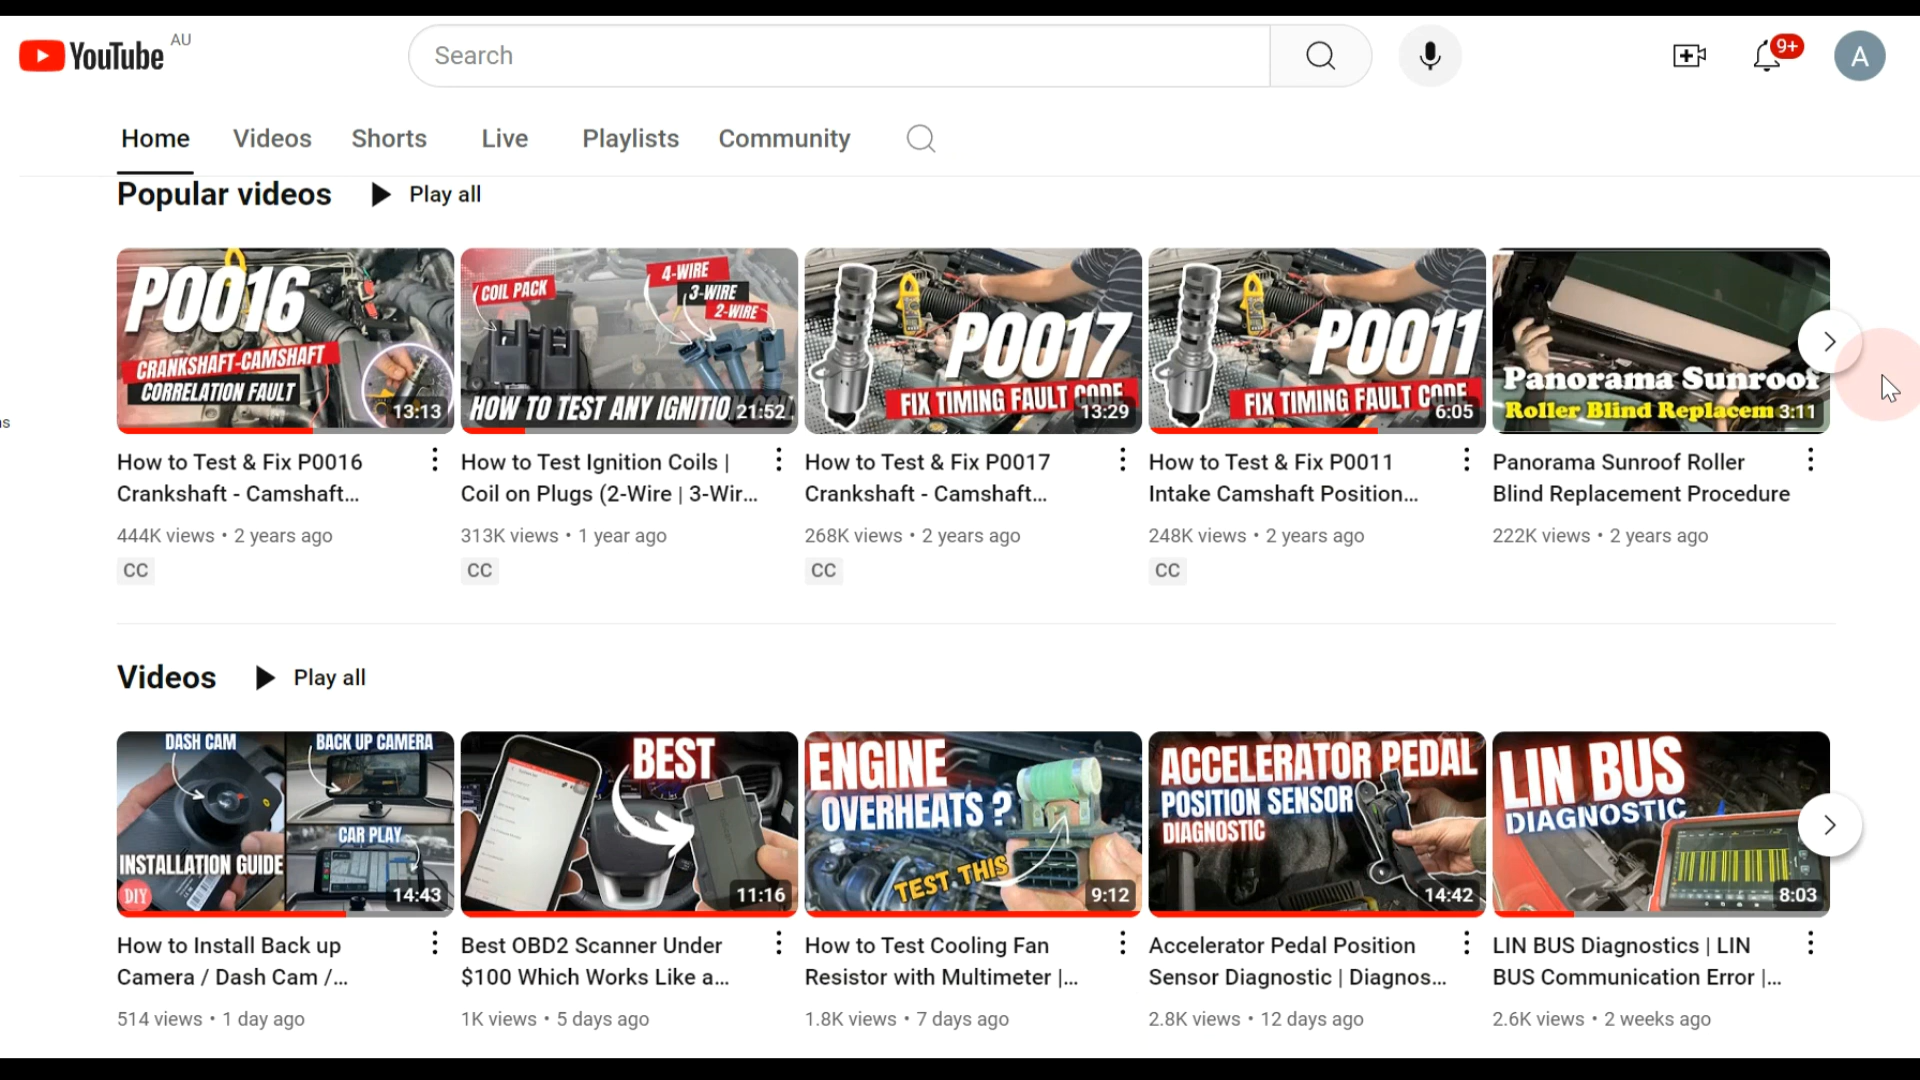 YouTube AU
Search
9+
A
Home Videos Shorts Live Playlists Community
Popular videos Play all
P0016
CRANKSHAFT-CAMSHAFT
CORRELATION FAULT
13:13
COIL PACK
4-WIRE
3-WIRE
2-WIRE
HOW TO TEST ANY IGNITIO
21:52
P0017
FIX TIMING FAULT CODE
13:29
P0011
FIX TIMING FAULT CODE
6:05
Panorama Sunroof
Roller Blind Replacem
3:11
How to Test & Fix P0016
Crankshaft - Camshaft...
444K views • 2 years ago
CC
How to Test Ignition Coils |
Coil on Plugs (2-Wire | 3-Wir...
313K views • 1 year ago
CC
How to Test & Fix P0017
Crankshaft - Camshaft...
268K views • 2 years ago
CC
How to Test & Fix P0011
Intake Camshaft Position...
248K views • 2 years ago
CC
Panorama Sunroof Roller
Blind Replacement Procedure
222K views • 2 years ago
Videos Play all
DASH CAM
BACK UP CAMERA
CAR PLAY
INSTALLATION GUIDE
DIY
14:43
BEST
11:16
ENGINE
OVERHEATS ?
TEST THIS
9:12
ACCELERATOR PEDAL
POSITION SENSOR
DIAGNOSTIC
14:42
LIN BUS
DIAGNOSTIC
8:03
How to Install Back up
Camera / Dash Cam /...
514 views • 1 day ago
Best OBD2 Scanner Under
$100 Which Works Like a...
1K views • 5 days ago
How to Test Cooling Fan
Resistor with Multimeter |...
1.8K views • 7 days ago
Accelerator Pedal Position
Sensor Diagnostic | Diagnos...
2.8K views • 12 days ago
LIN BUS Diagnostics | LIN
BUS Communication Error |...
2.6K views • 2 weeks ago